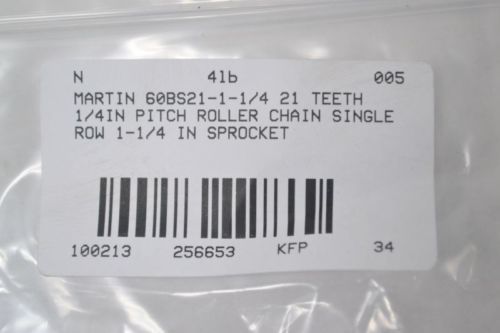 N 4lb 005
MARTIN 60BS21-1-1/4 21 TEETH
1/4IN PITCH ROLLER CHAIN SINGLE
ROW 1-1/4 IN SPROCKET
100213 256653 KFP 34